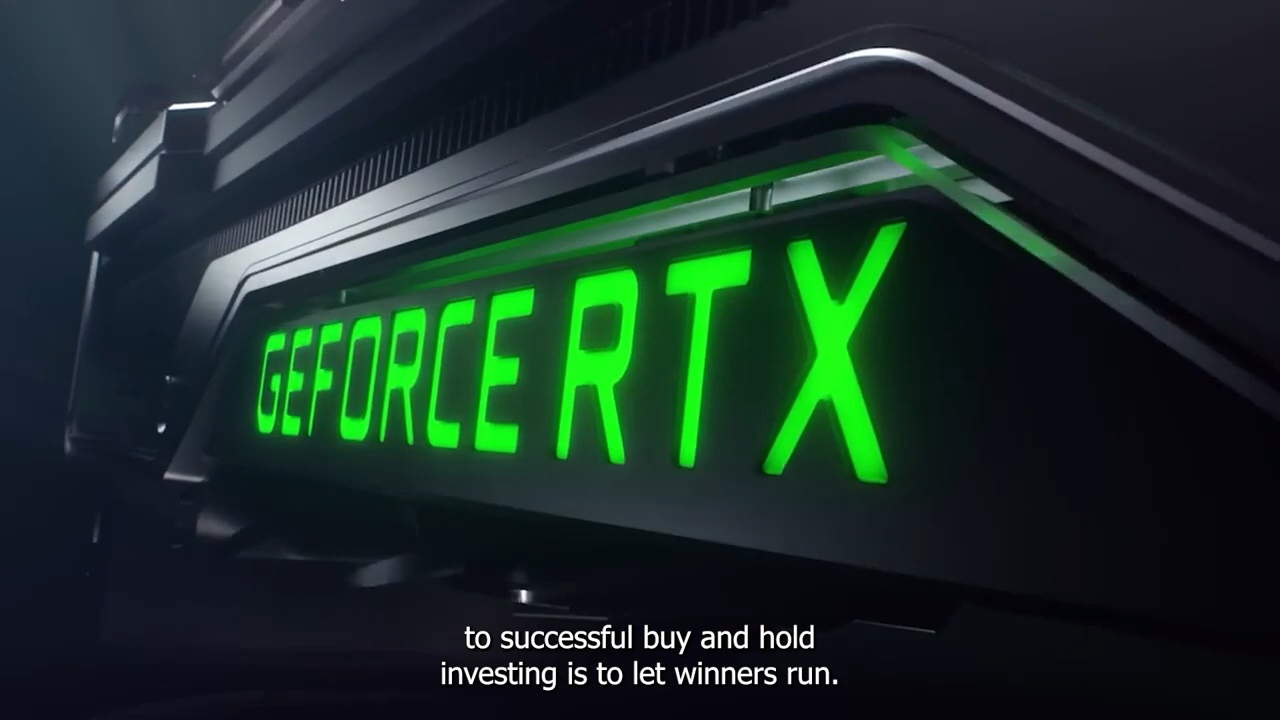 GEFORCE RTX
to successful buy and hold
investing is to let winners run.